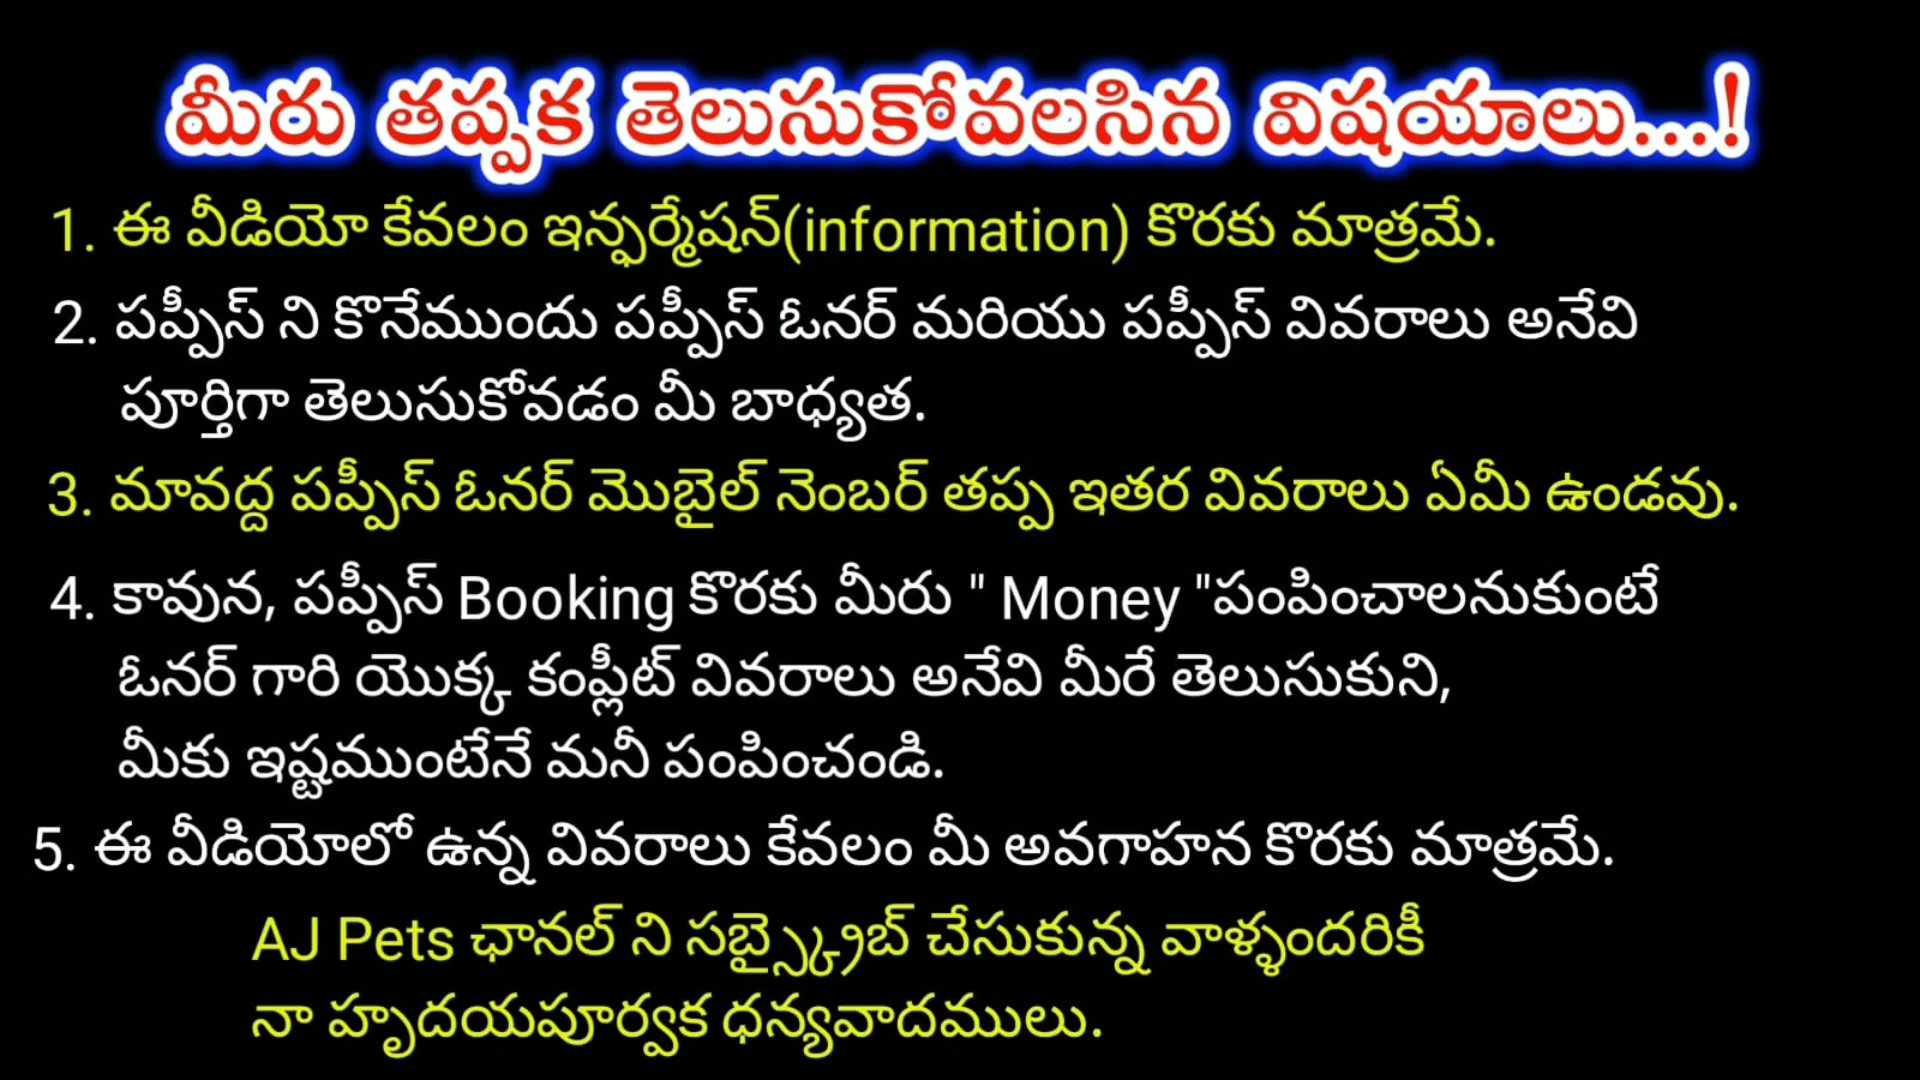 మీరు తప్పక తెలుసుకోవలసిన విషయాలు...!
1. ఈ వీడియో కేవలం ఇన్ఫర్మేషన్(information) కొరకు మాత్రమే.
2. పప్పీస్ ని కొనేముందు పప్పీస్ ఓనర్ మరియు పప్పీస్ వివరాలు అనేవి
పూర్తిగా తెలుసుకోవడం మీ బాధ్యత.
3. మావద్ద పప్పీస్ ఓనర్ మొబైల్ నెంబర్ తప్ప ఇతర వివరాలు ఏమీ ఉండవు.
4. కావున, పప్పీస్ Booking కొరకు మీరు " Money "పంపించాలనుకుంటే
ఓనర్ గారి యొక్క కంప్లీట్ వివరాలు అనేవి మీరే తెలుసుకుని,
మీకు ఇష్టముంటేనే మనీ పంపించండి.
5. ఈ వీడియోలో ఉన్న వివరాలు కేవలం మీ అవగాహన కొరకు మాత్రమే.
AJ Pets ఛానల్ ని సబ్స్క్రైబ్ చేసుకున్న వాళ్ళందరికీ
నా హృదయపూర్వక ధన్యవాదములు.